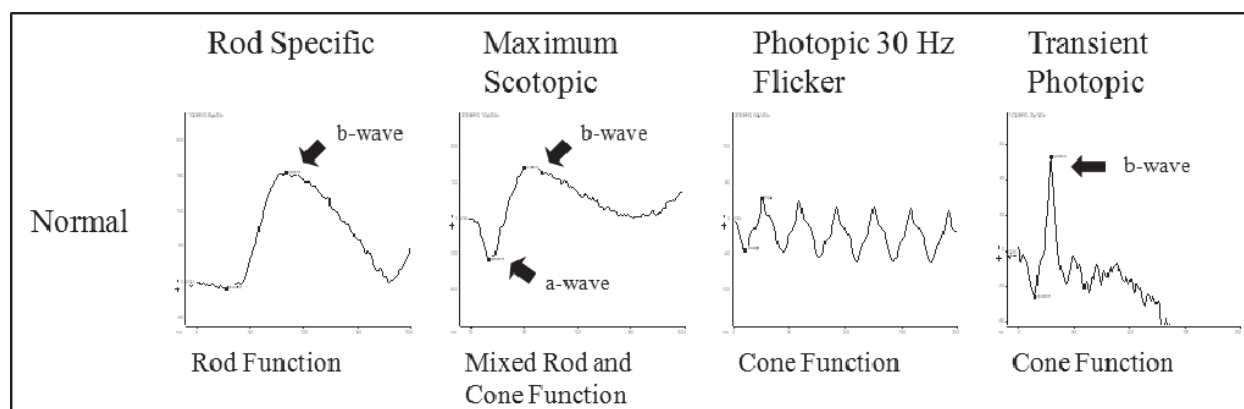 Rod Specific
Maximum
Scotopic
Photopic 30 Hz
Flicker
Transient
Photopic
Normal
b-wave
b-wave
a-wave
b-wave
Rod Function
Mixed Rod and
Cone Function
Cone Function
Cone Function